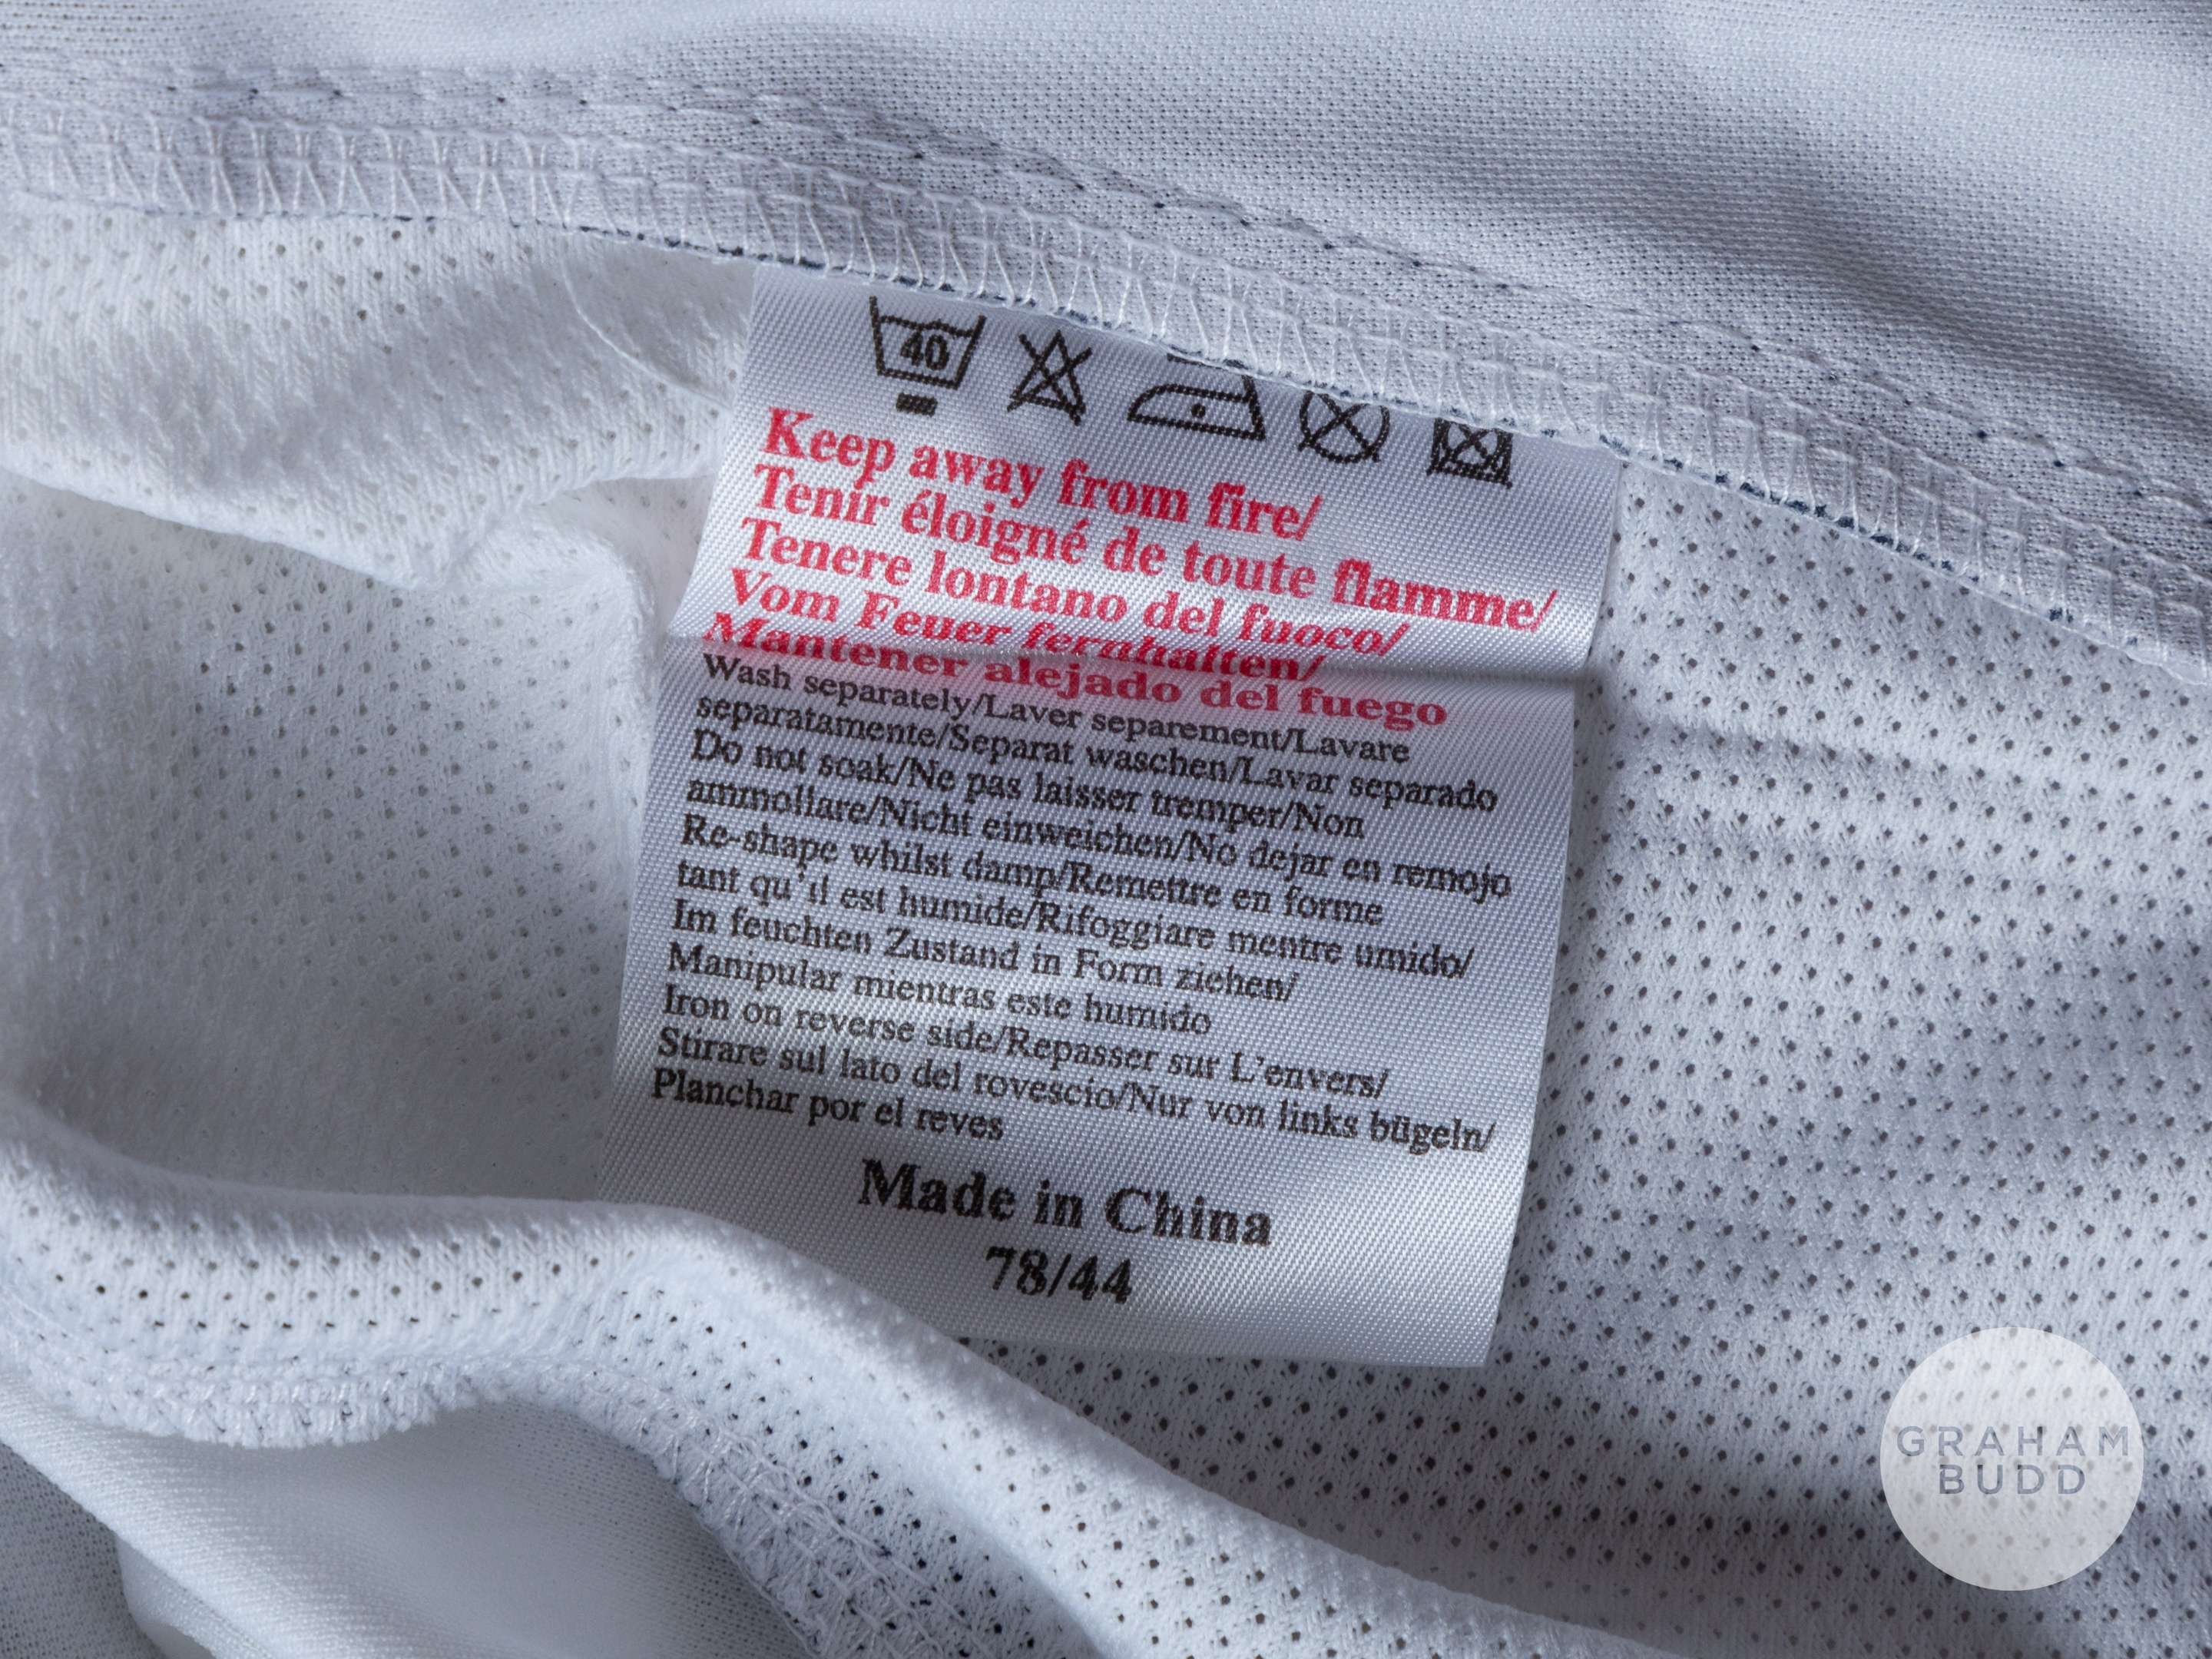 40
Keep away from fire/
Tenir éloigné de toute flamme/
Tenere lontano del fuoco/
Vom Feuer fernhalten/
Mantener alejado del fuego
Wash separately/Laver separement/Lavare
separatamente/Separat waschen/Lavar separado
Do not soak/Ne pas laisser tremper/Non
ammollare/Nicht einweichen/No dejar en remojo
Re-shape whilst damp/Remettre en forme
tant qu'il est humide/Rifoggiare mentre umido/
Im feuchten Zustand in Form ziehen/
Manipular mientras este humido
Iron on reverse side/Repasser sur L'envers/
Stirare sul lato del rovescio/Nur von links bügeln/
Planchar por el reves
Made in China
78/44
GRAHAM
BUDD